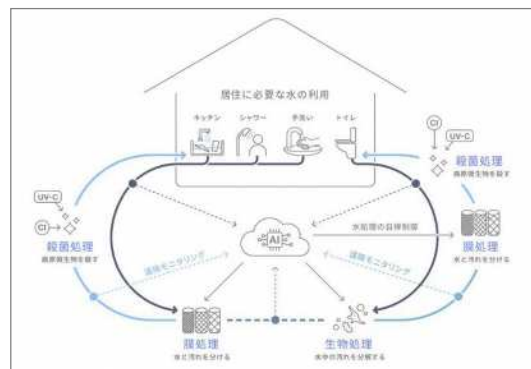 居住に必要な水の利用
キッチン
シャワー
手洗い
トイレ
CI
UV-C
殺菌処理
病原微生物を殺す
UV-C
CI
殺菌処理
病原微生物を殺す
AI
水処理の自律制御
膜処理
水と汚れを分ける
遠隔モニタリング
遠隔モニタリング
膜処理
水と汚れを分ける
生物処理
水中の汚れを分解する